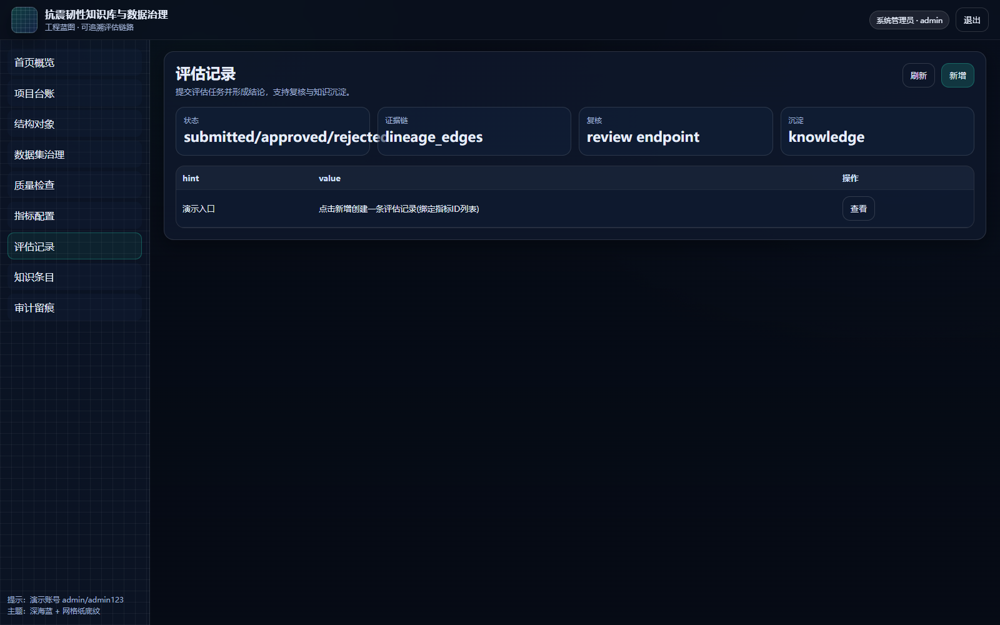 抗震韧性知识库与数据治理
工程蓝图 · 可追溯评估链路
系统管理员 · admin
退出
首页概览
项目台账
结构对象
数据集治理
质量检查
指标配置
评估记录
知识条目
审计留痕
提示：演示账号 admin/admin123
主题：深海蓝 + 网格纸底纹
评估记录
提交评估任务并形成结论，支持复核与知识沉淀。
刷新
新增
状态
submitted/approved/rejected
证据链
lineage_edges
复核
review endpoint
沉淀
knowledge
hint value 操作
演示入口 点击新增创建一条评估记录(绑定指标ID列表) 查看